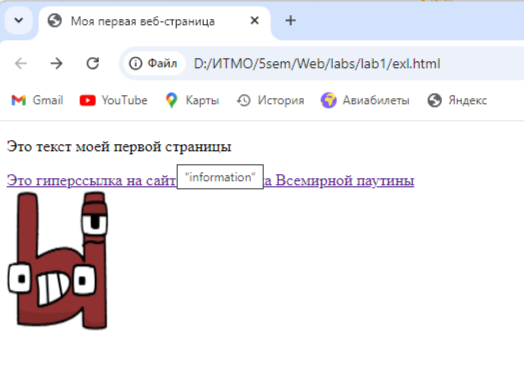 Моя первая веб-страница
Файл D:/ИТМО/5sem/Web/labs/lab1/exl.html
Gmail YouTube Карты История Авиабилеты Яндекс
Это текст моей первой страницы
Это гиперссылка на сайт а Всемирной паутины
"information"